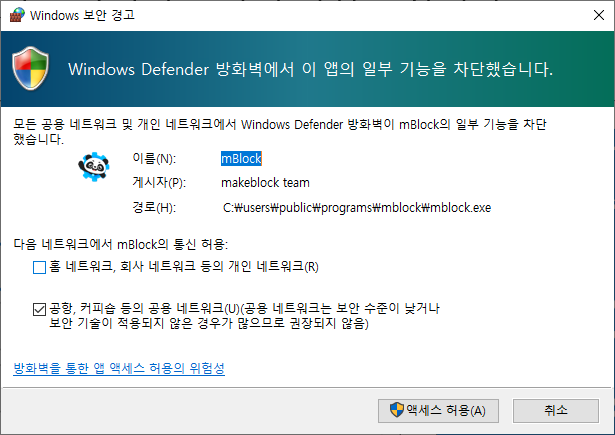 Windows 보안 경고
Windows Defender 방화벽에서 이 앱의 일부 기능을 차단했습니다.
모든 공용 네트워크 및 개인 네트워크에서 Windows Defender 방화벽이 mBlock의 일부 기능을 차단
했습니다.
이름(N): mBlock
게시자(P): makeblock team
경로(H): C:₩users₩public₩programs₩mblock₩mblock.exe
다음 네트워크에서 mBlock의 통신 허용:
홈 네트워크, 회사 네트워크 등의 개인 네트워크(R)
공항, 커피숍 등의 공용 네트워크(U)(공용 네트워크는 보안 수준이 낮거나
보안 기술이 적용되지 않은 경우가 많으므로 권장되지 않음)
방화벽을 통한 앱 액세스 허용의 위험성
액세스 허용(A) 취소